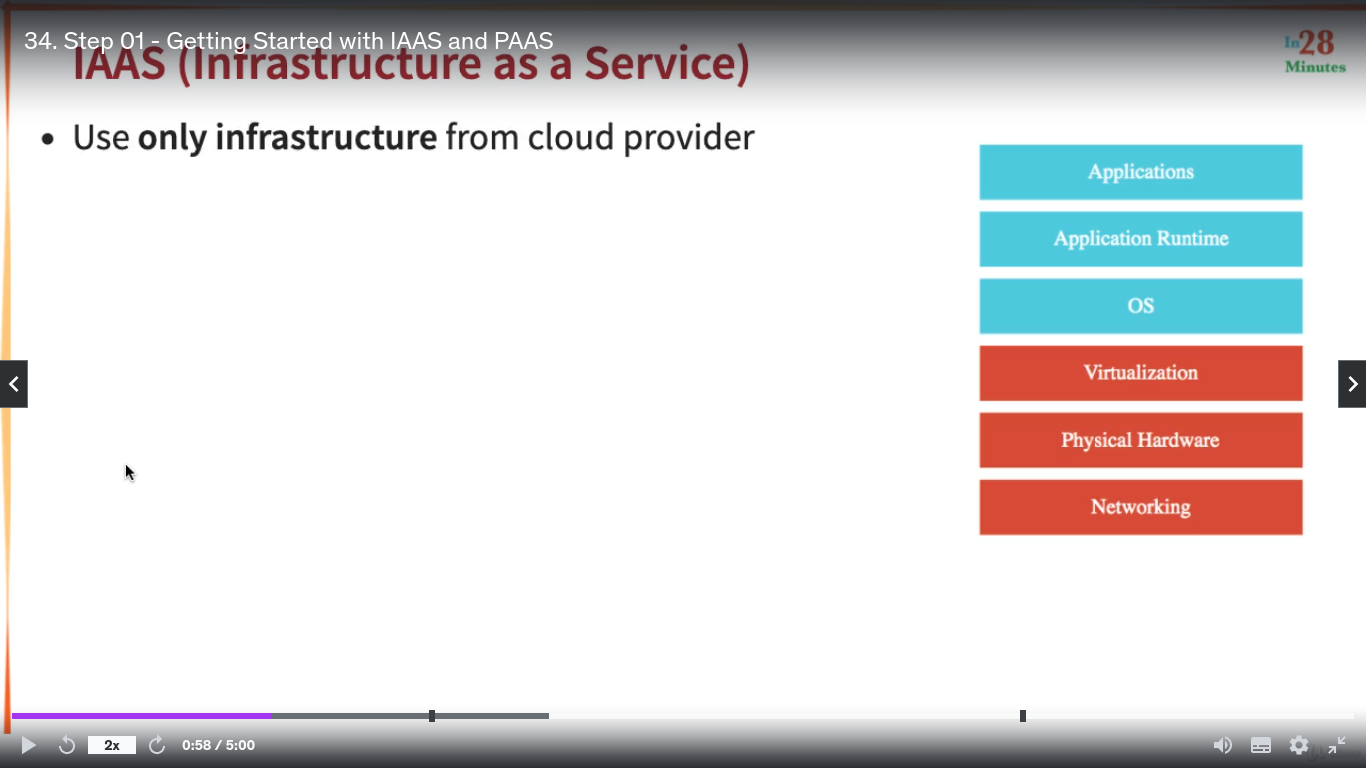 34. Step 01 - Getting Started with IAAS and PAAS
IAAS (Infrastructure as a Service)
In28
Minutes
• Use only infrastructure from cloud provider
Applications
Application Runtime
OS
Virtualization
Physical Hardware
Networking
2x
0:58 / 5:00